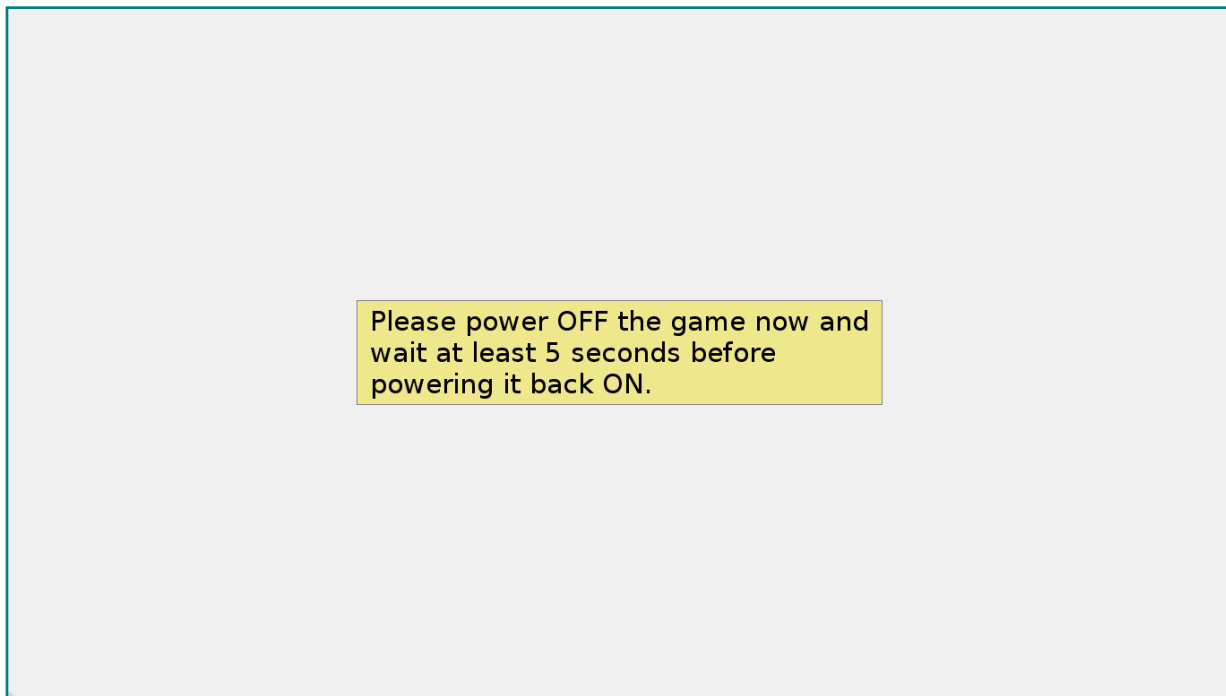 Please power OFF the game now and
wait at least 5 seconds before
powering it back ON.